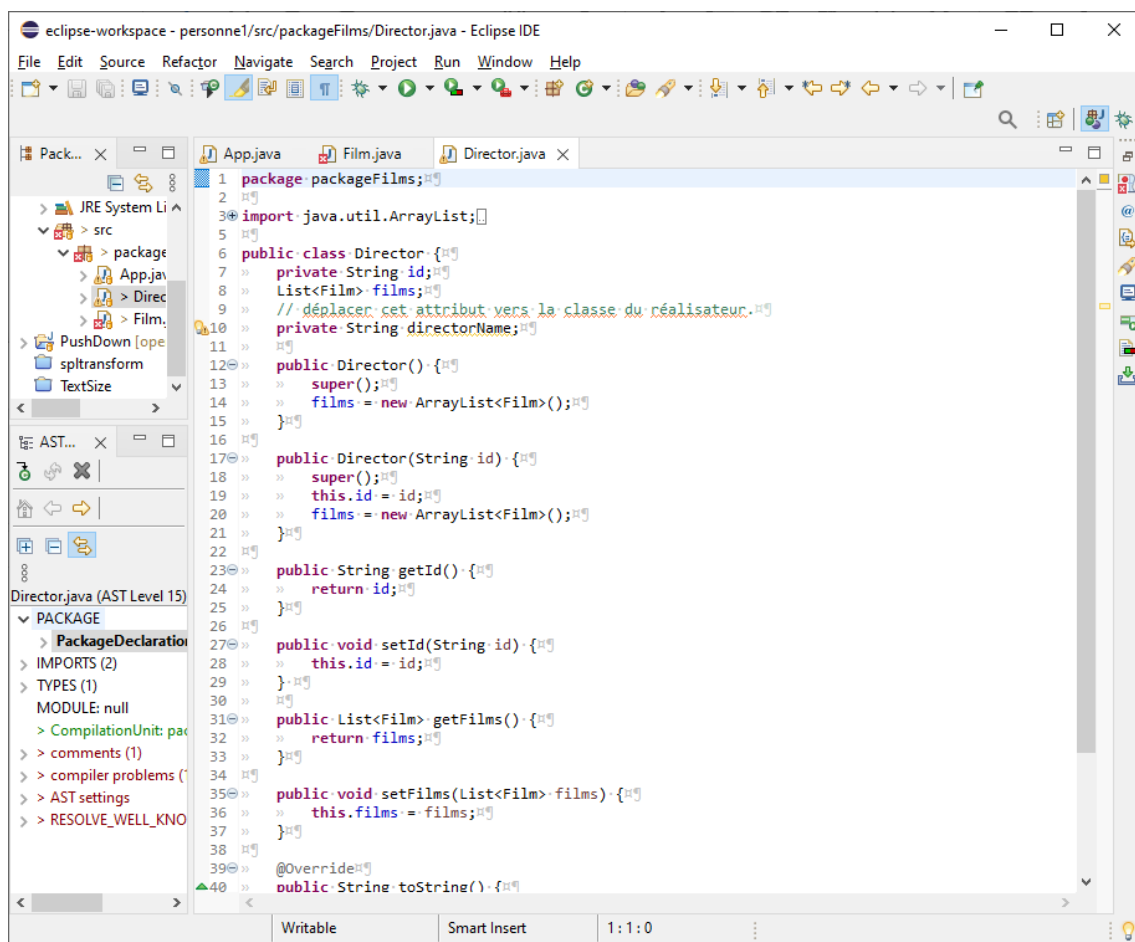 eclipse-workspace - personne1/src/packageFilms/Director.java - Eclipse IDE
File Edit Source Refactor Navigate Search Project Run Window Help
Pack...
JRE System Li
> src
> package
App.jav
> Direc
> Film.
PushDown [ope
spltransform
TextSize
AST...
Director.java (AST Level 15)
PACKAGE
PackageDeclaration
IMPORTS (2)
TYPES (1)
MODULE: null
> CompilationUnit: pac
> comments (1)
> compiler problems (1
> AST settings
> RESOLVE_WELL_KNO
App.java Film.java Director.java
1 package packageFilms;
2
3 import java.util.ArrayList;
5
6 public class Director {
7 private String id;
8 List<Film> films;
9 // déplacer cet attribut vers la classe du réalisateur.
10 private String directorName;
11
12 public Director() {
13 super();
14 films = new ArrayList<Film>();
15 }
16
17 public Director(String id) {
18 super();
19 this.id = id;
20 films = new ArrayList<Film>();
21 }
22
23 public String getId() {
24 return id;
25 }
26
27 public void setId(String id) {
28 this.id = id;
29 }
30
31 public List<Film> getFilms() {
32 return films;
33 }
34
35 public void setFilms(List<Film> films) {
36 this.films = films;
37 }
38
39 @Override
40 public String toString() {
Writable Smart Insert 1:1:0